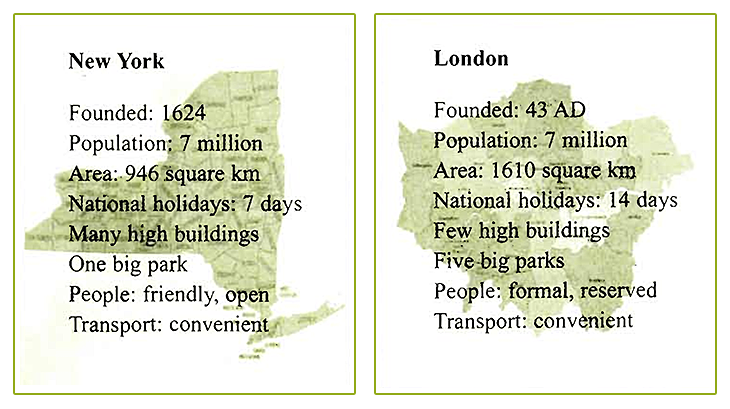 New York
Founded: 1624
Population: 7 million
Area: 946 square km
National holidays: 7 days
Many high buildings
One big park
People: friendly, open
Transport: convenient
London
Founded: 43 AD
Population: 7 million
Area: 1610 square km
National holidays: 14 days
Few high buildings
Five big parks
People: formal, reserved
Transport: convenient